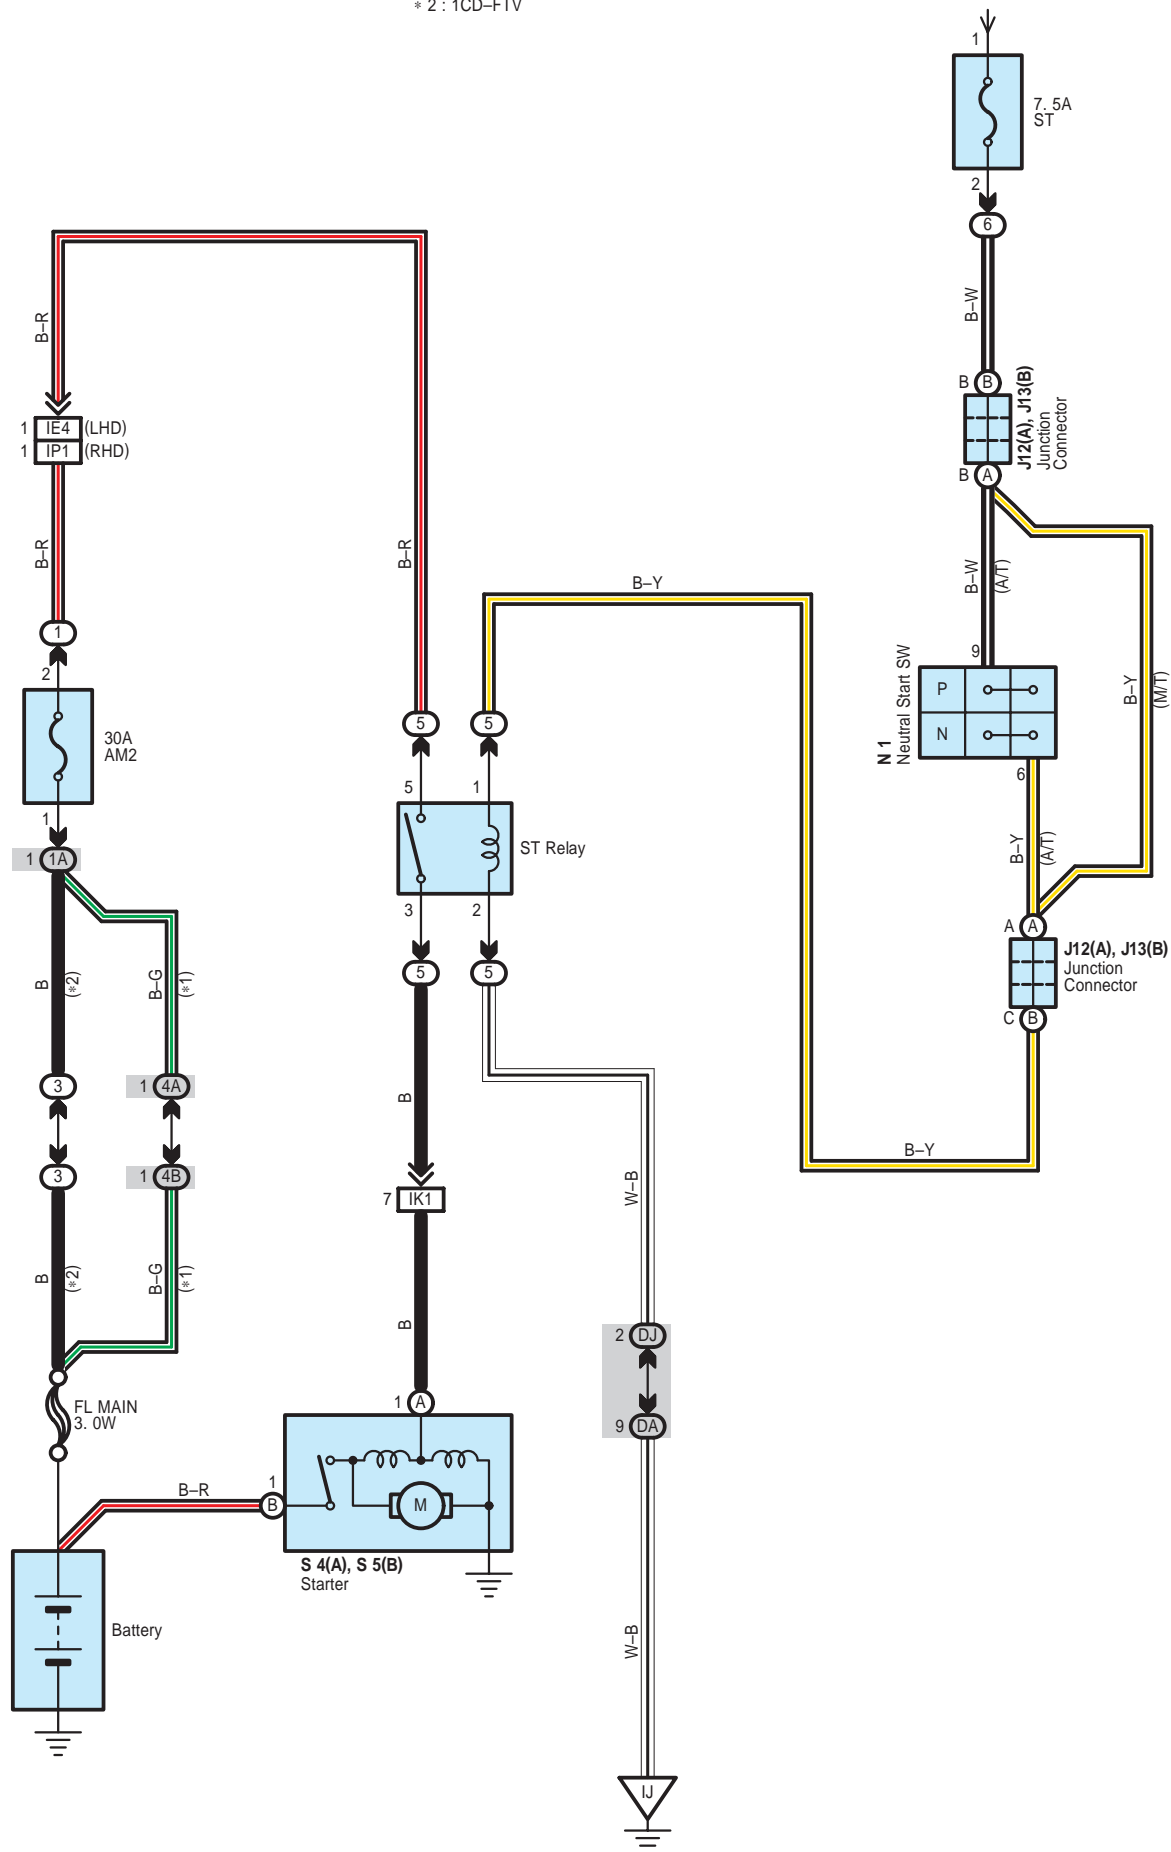 * 2 : 1CD–FTV
1
7. 5A
ST
2
6
B–R
B–W
B B
J12(A), J13(B)
Junction
Connector
1 IE4 (LHD)
1 IP1 (RHD)
B A
B–R
B–R
B–W
(A/T)
B–Y
1
2
9
N 1
Neutral Start SW
P
N
B–Y
(M/T)
30A
AM2
5
5
6
5
1
1
ST Relay
B–Y
(A/T)
1 1A
3
2
A A
J12(A), J13(B)
Junction
Connector
B
(*2)
B–G
(*1)
5
5
C B
3
1 4A
B
B–Y
3
1 4B
7 IK1
W–B
B
(*2)
B–G
(*1)
B
2 DJ
FL MAIN
3. 0W
1 A
9 DA
B–R
1
B
M
S 4(A), S 5(B)
Starter
Battery
W–B
IJ